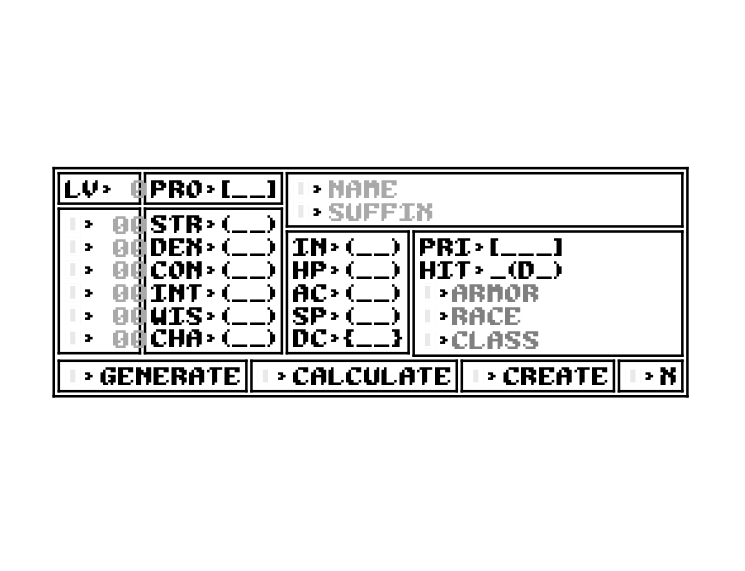 LV> 0 PRO>[__] >NAME
>SUFFIX
> 00 STR>(__)
> 00 DEX>(__) IN>(__) PRI>[___]
> 00 CON>(__) HP>(__) HIT>_(D_)
> 00 INT>(__) AC>(__) >ARMOR
> 00 WIS>(__) SP>(__) >RACE
> 00 CHA>(__) DC>{__} >CLASS
>GENERATE >CALCULATE >CREATE >X